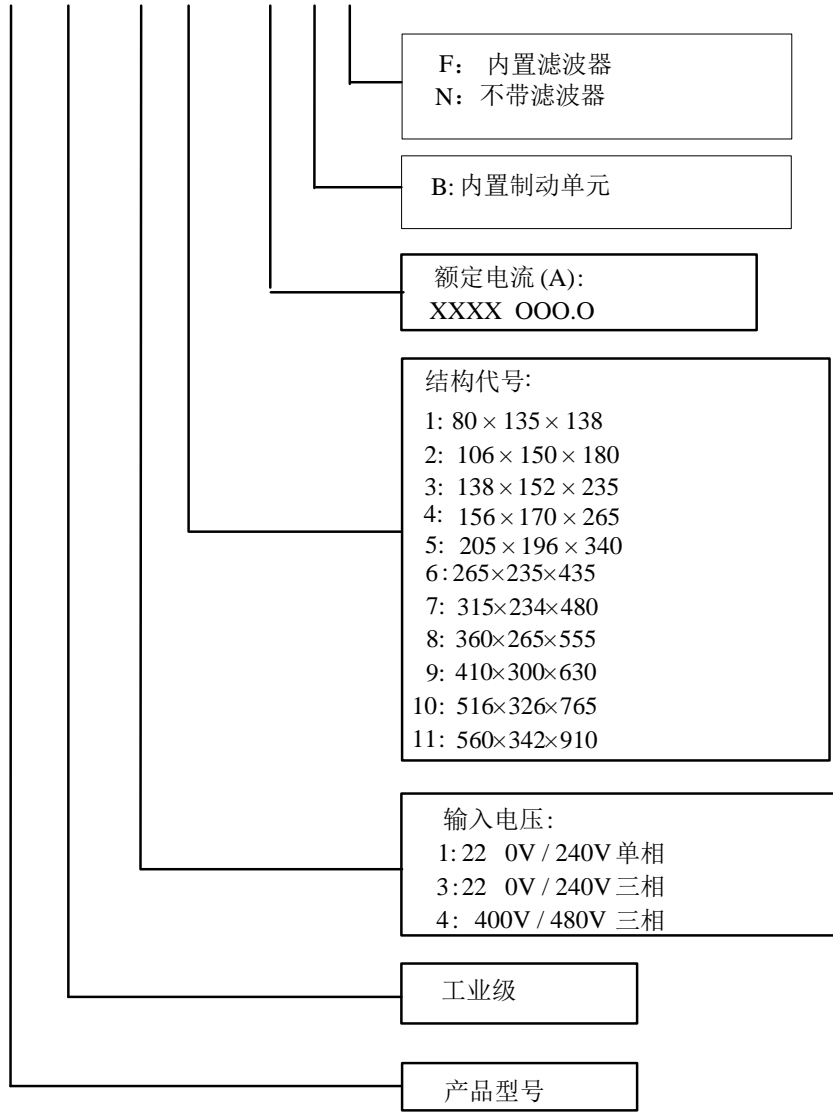 F： 内置滤波器
N：不带滤波器
B: 内置制动单元
额定电流 (A):
XXXX OOO.O
结构代号:
1: 80 × 135 × 138
2: 106 × 150 × 180
3: 138 × 152 × 235
4: 156 × 170 × 265
5: 205 × 196 × 340
6 : 265×235×435
7: 315×234×480
8: 360×265×555
9: 410×300×630
10: 516×326×765
11: 560×342×910
输入电压:
1: 22 0V / 240V 单相
3:22 0V / 240V 三相
4: 400V / 480V 三相
工业级
产品型号